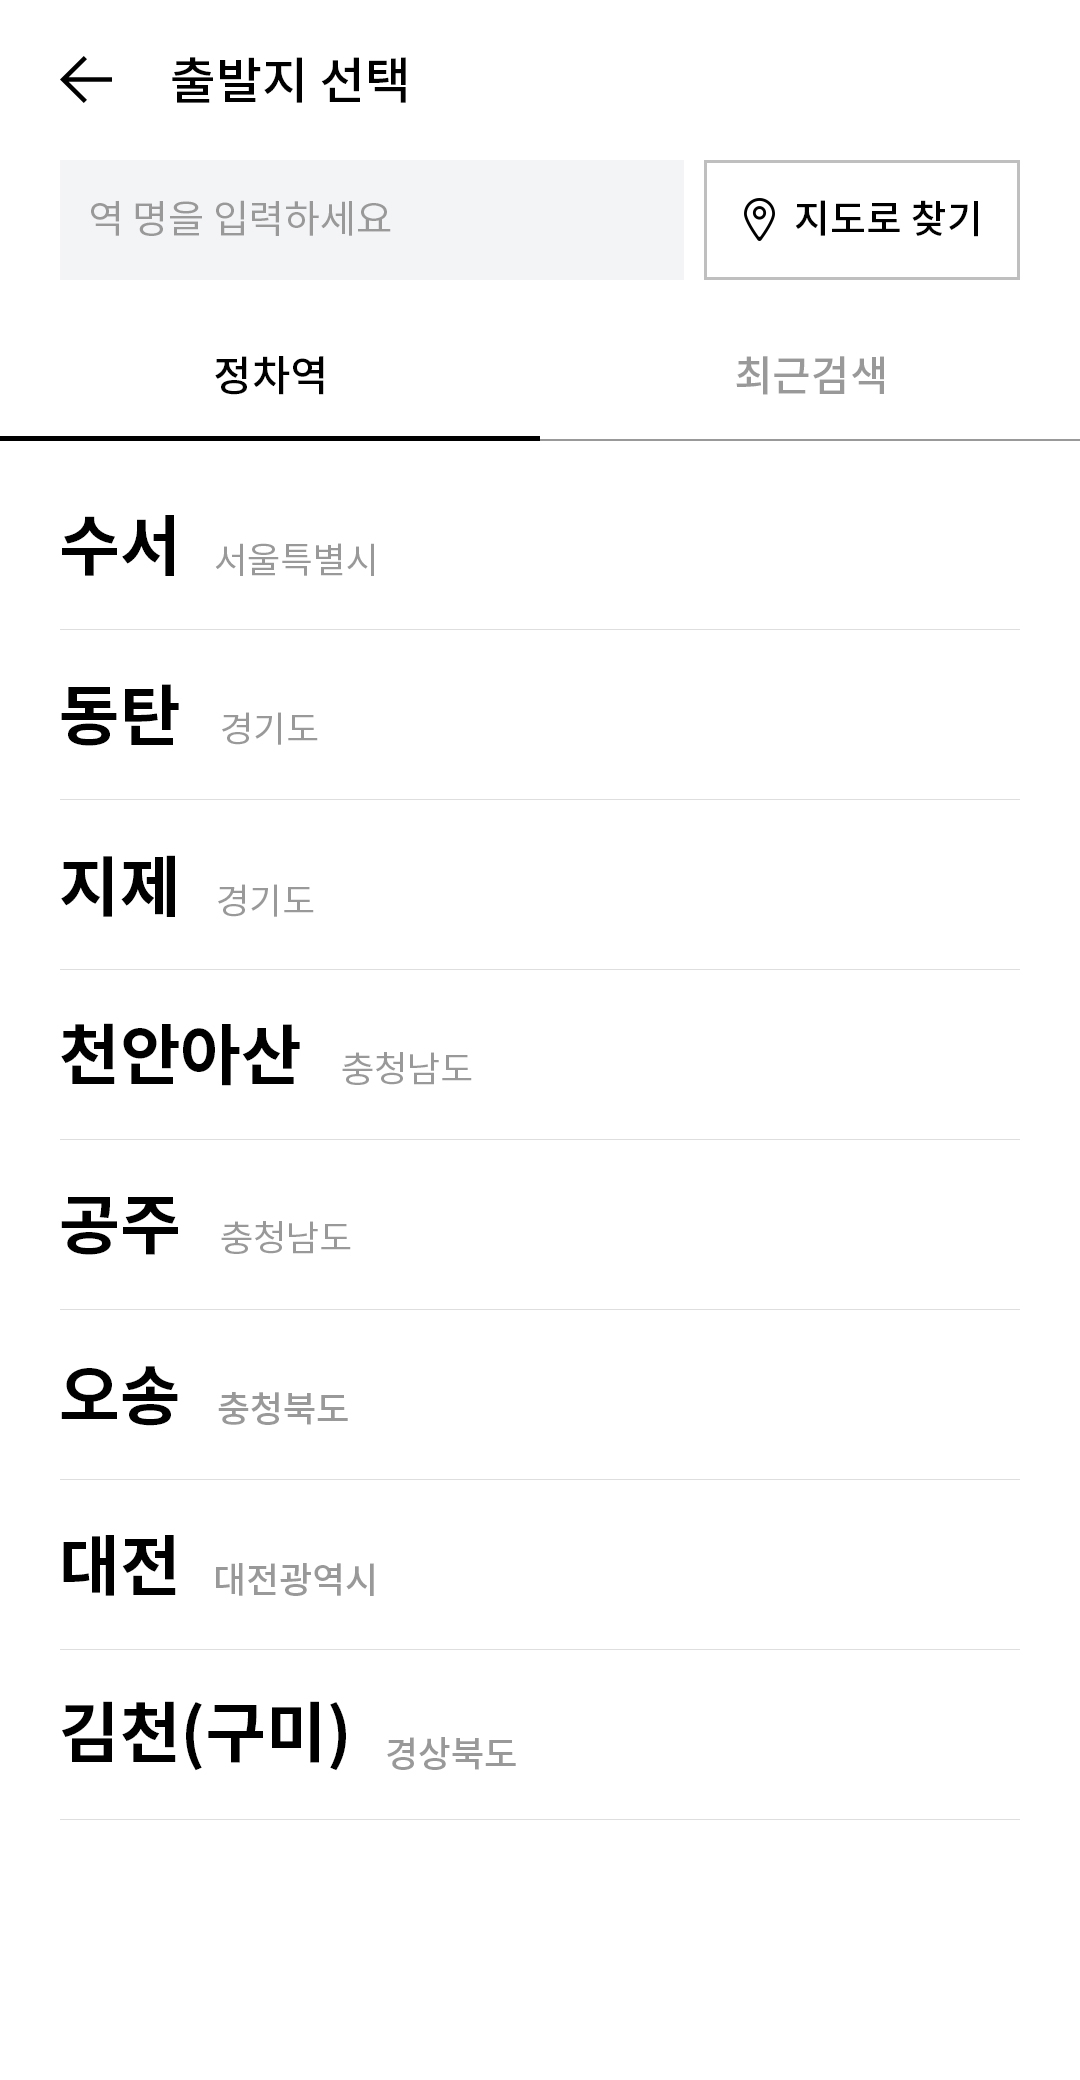 출발지 선택
역 명을 입력하세요
지도로 찾기
정차역
최근검색
수서 서울특별시
동탄 경기도
지제 경기도
천안아산 충청남도
공주 충청남도
오송 충청북도
대전 대전광역시
김천(구미) 경상북도